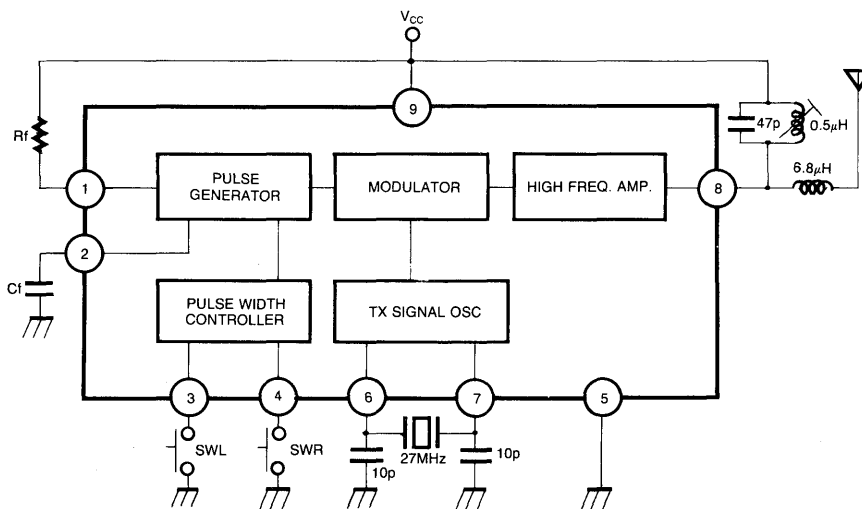 V_CC
9
Rf
47p
0.5μH
6.8μH
1
PULSE
GENERATOR
MODULATOR
HIGH FREQ. AMP.
8
2
Cf
PULSE WIDTH
CONTROLLER
TX SIGNAL OSC
3
4
6
7
5
SWL
SWR
10p
27MHz
10p